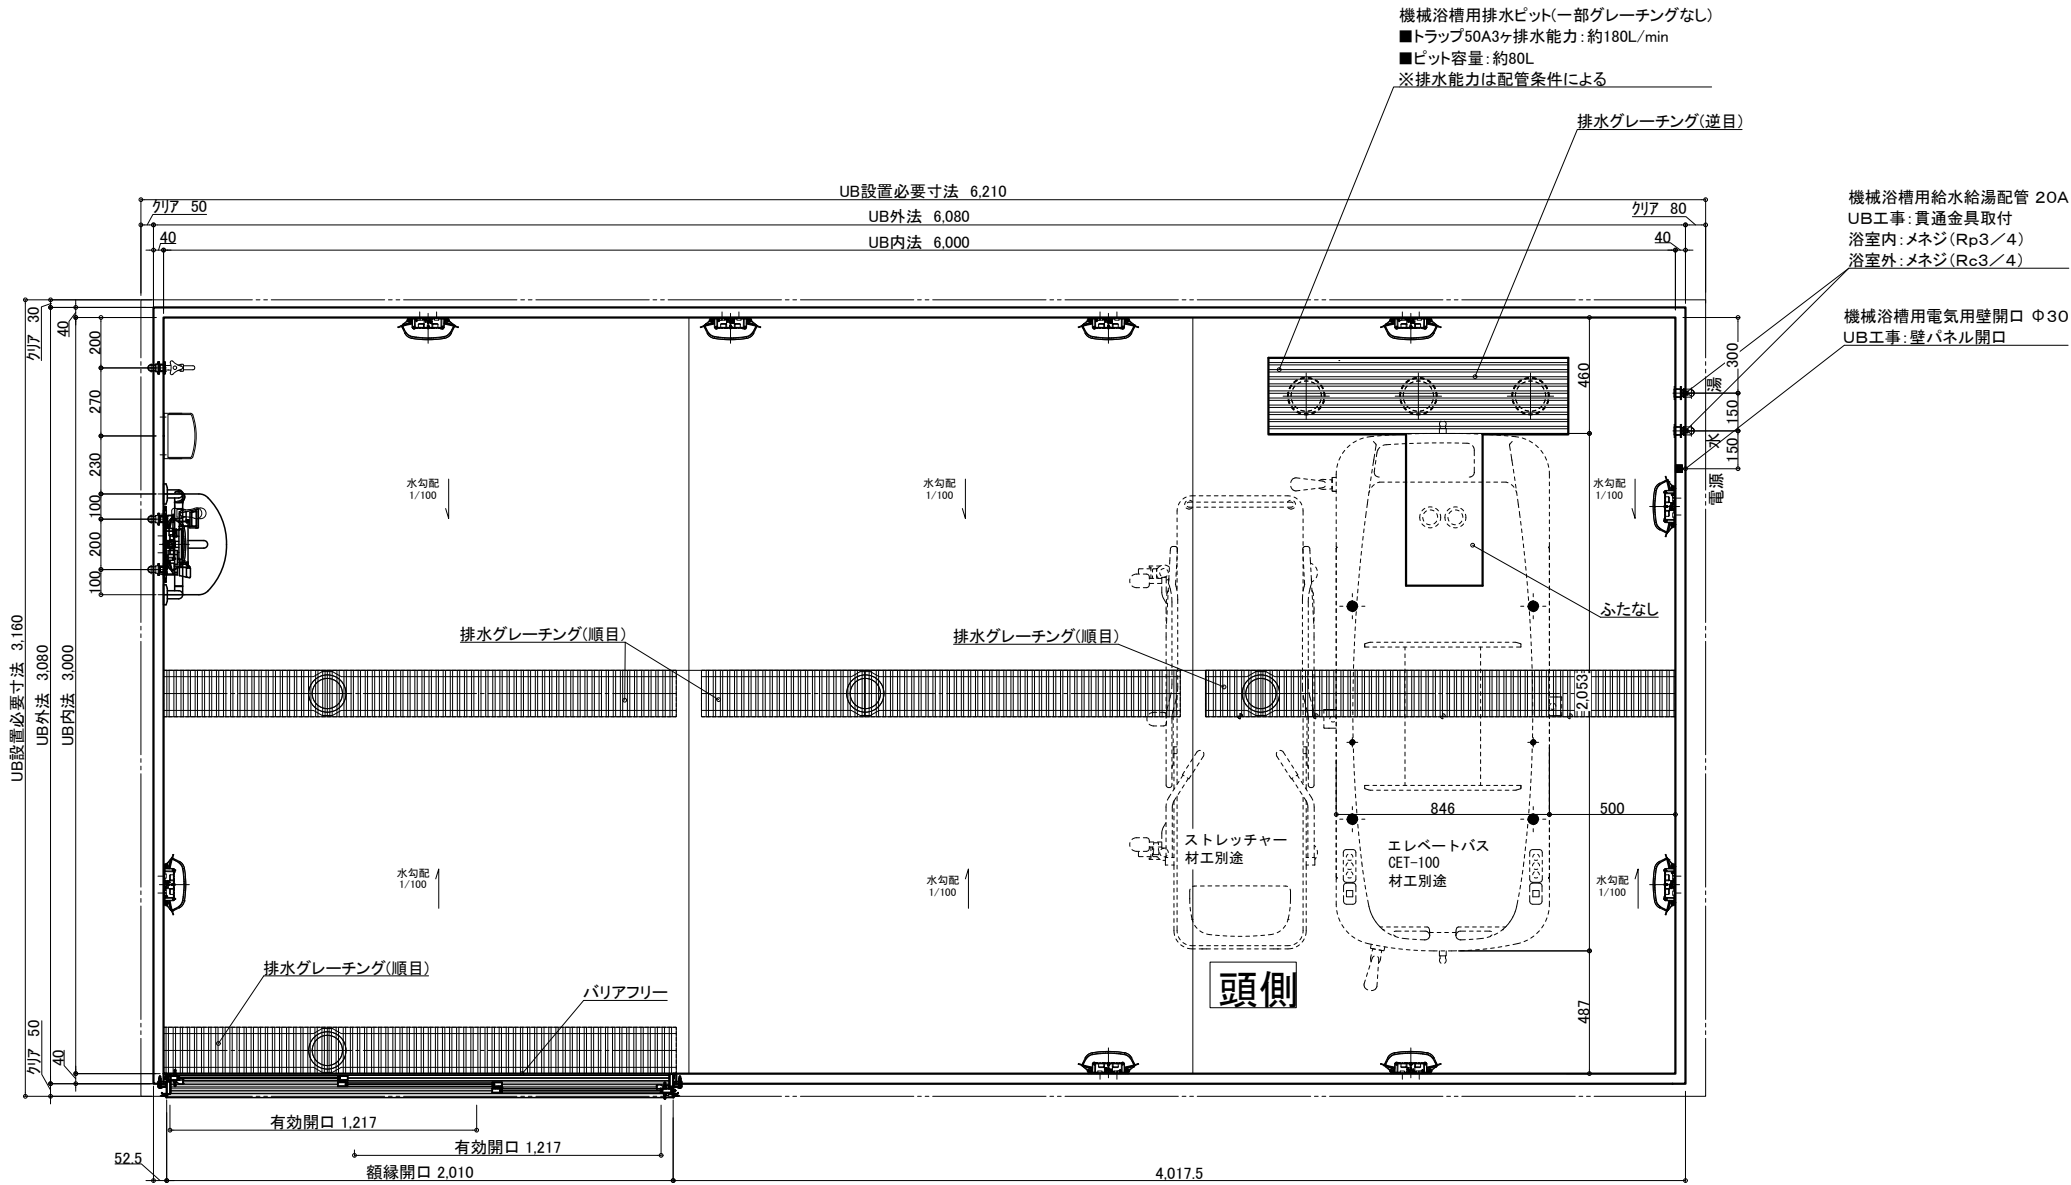 機械浴槽用排水ピット(一部グレーチングなし)
■トラップ50A3ヶ排水能力:約180L/min
■ピット容量:約80L
※排水能力は配管条件による
排水グレーチング(逆目)
UB設置必要寸法 6,210
クリア 50
UB外法 6,080
クリア 80
40
UB内法 6,000
40
機械浴槽用給水給湯配管 20A
UB工事:貫通金具取付
浴室内:メネジ(Rp3/4)
浴室外:メネジ(Rc3/4)
機械浴槽用電気用壁開口 Φ30
UB工事:壁パネル開口
クリア 30
40
200
270
230
100
200
100
UB設置必要寸法 3,160
UB外法 3,080
UB内法 3,000
460
300
湯
150
水
150
電源
水勾配
1/100
水勾配
1/100
水勾配
1/100
ふたなし
排水グレーチング(順目)
排水グレーチング(順目)
=2,053
846
500
ストレッチャー
材工別途
エレベートバス
CET-100
材工別途
水勾配
1/100
水勾配
1/100
水勾配
1/100
頭側
排水グレーチング(順目)
バリアフリー
487
クリア 50
40
有効開口 1,217
有効開口 1,217
52.5
額縁開口 2,010
4,017.5